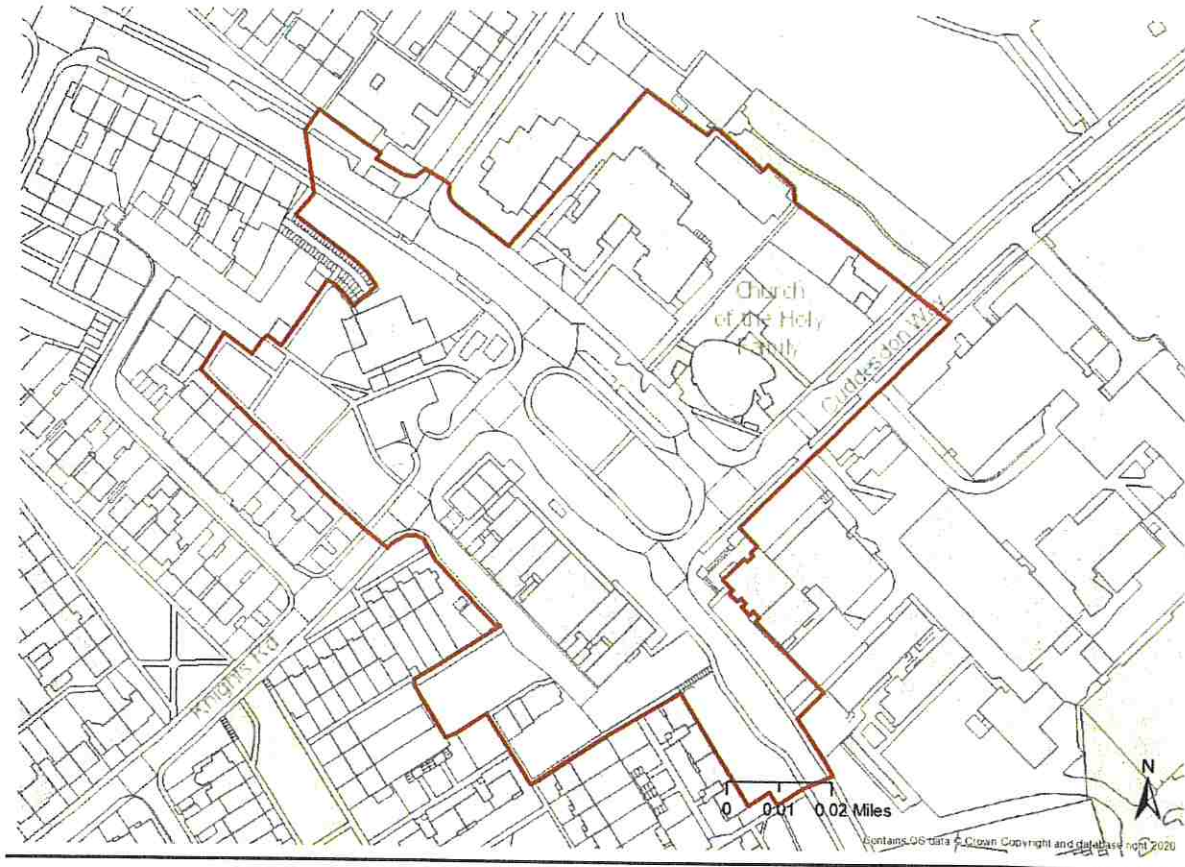 Church
of the Holy
Family
Cuddesdon Way
Knights Rd
N
0 0.01 0.02 Miles
Contains OS data © Crown Copyright and database right 2020